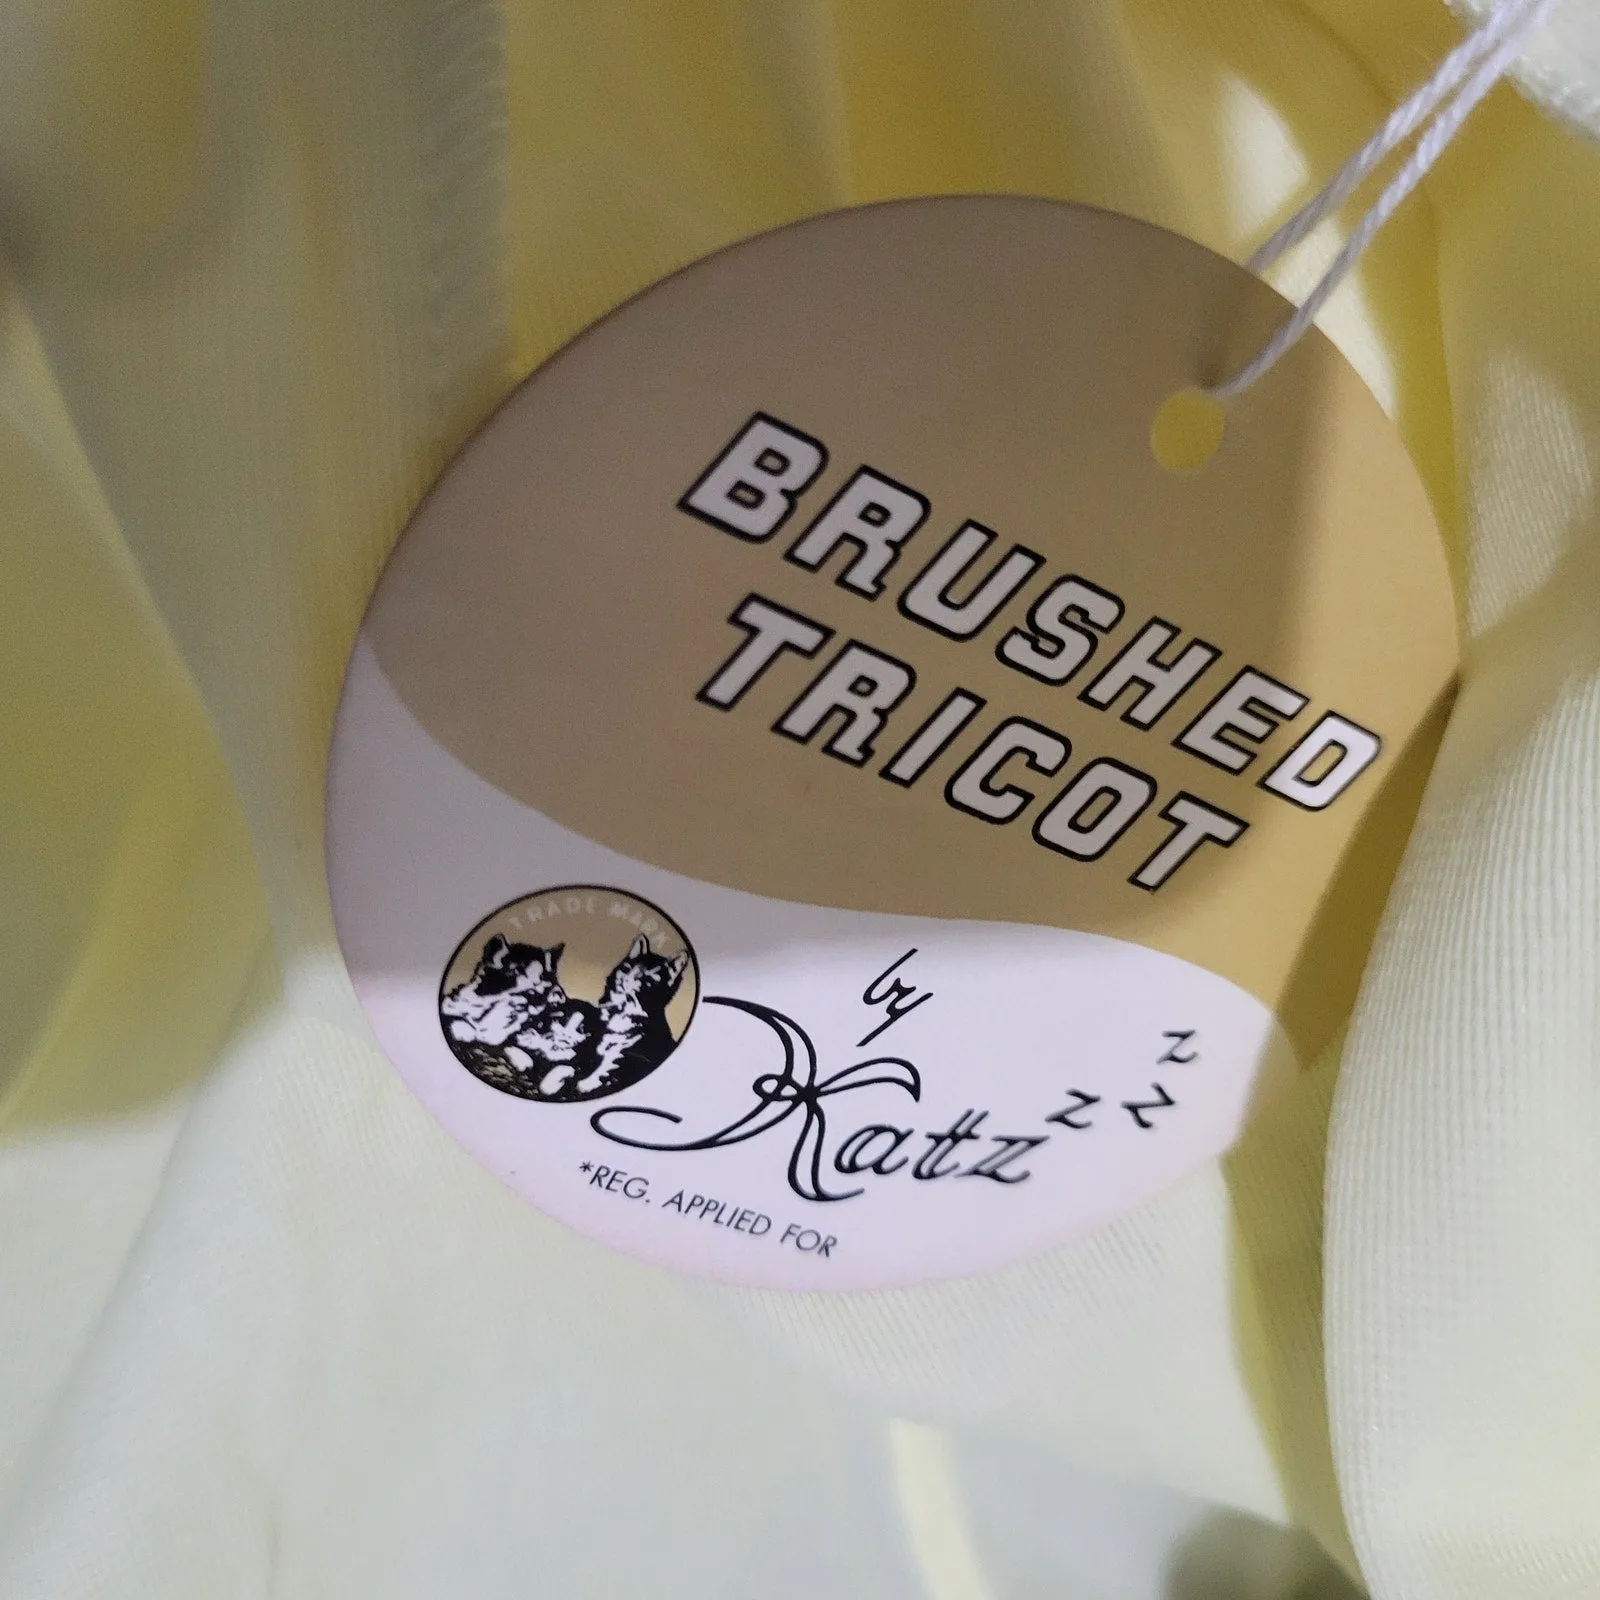 BRUSHED
TRICOT
TRADE MARK
by
Katz z z z
*REG. APPLIED FOR